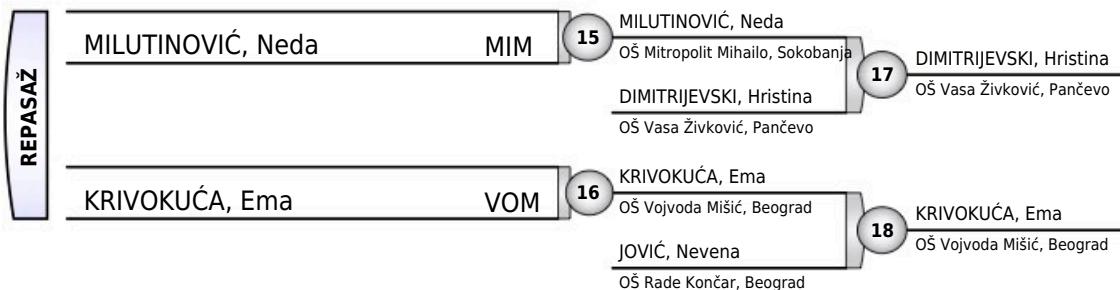 REPASAŽ
MILUTINOVIĆ, Neda MIM
15
MILUTINOVIĆ, Neda
OŠ Mitropolit Mihailo, Sokobanja
DIMITRIJEVSKI, Hristina
OŠ Vasa Živković, Pančevo
17
DIMITRIJEVSKI, Hristina
OŠ Vasa Živković, Pančevo
KRIVOKUĆA, Ema VOM
16
KRIVOKUĆA, Ema
OŠ Vojvoda Mišić, Beograd
JOVIĆ, Nevena
OŠ Rade Končar, Beograd
18
KRIVOKUĆA, Ema
OŠ Vojvoda Mišić, Beograd